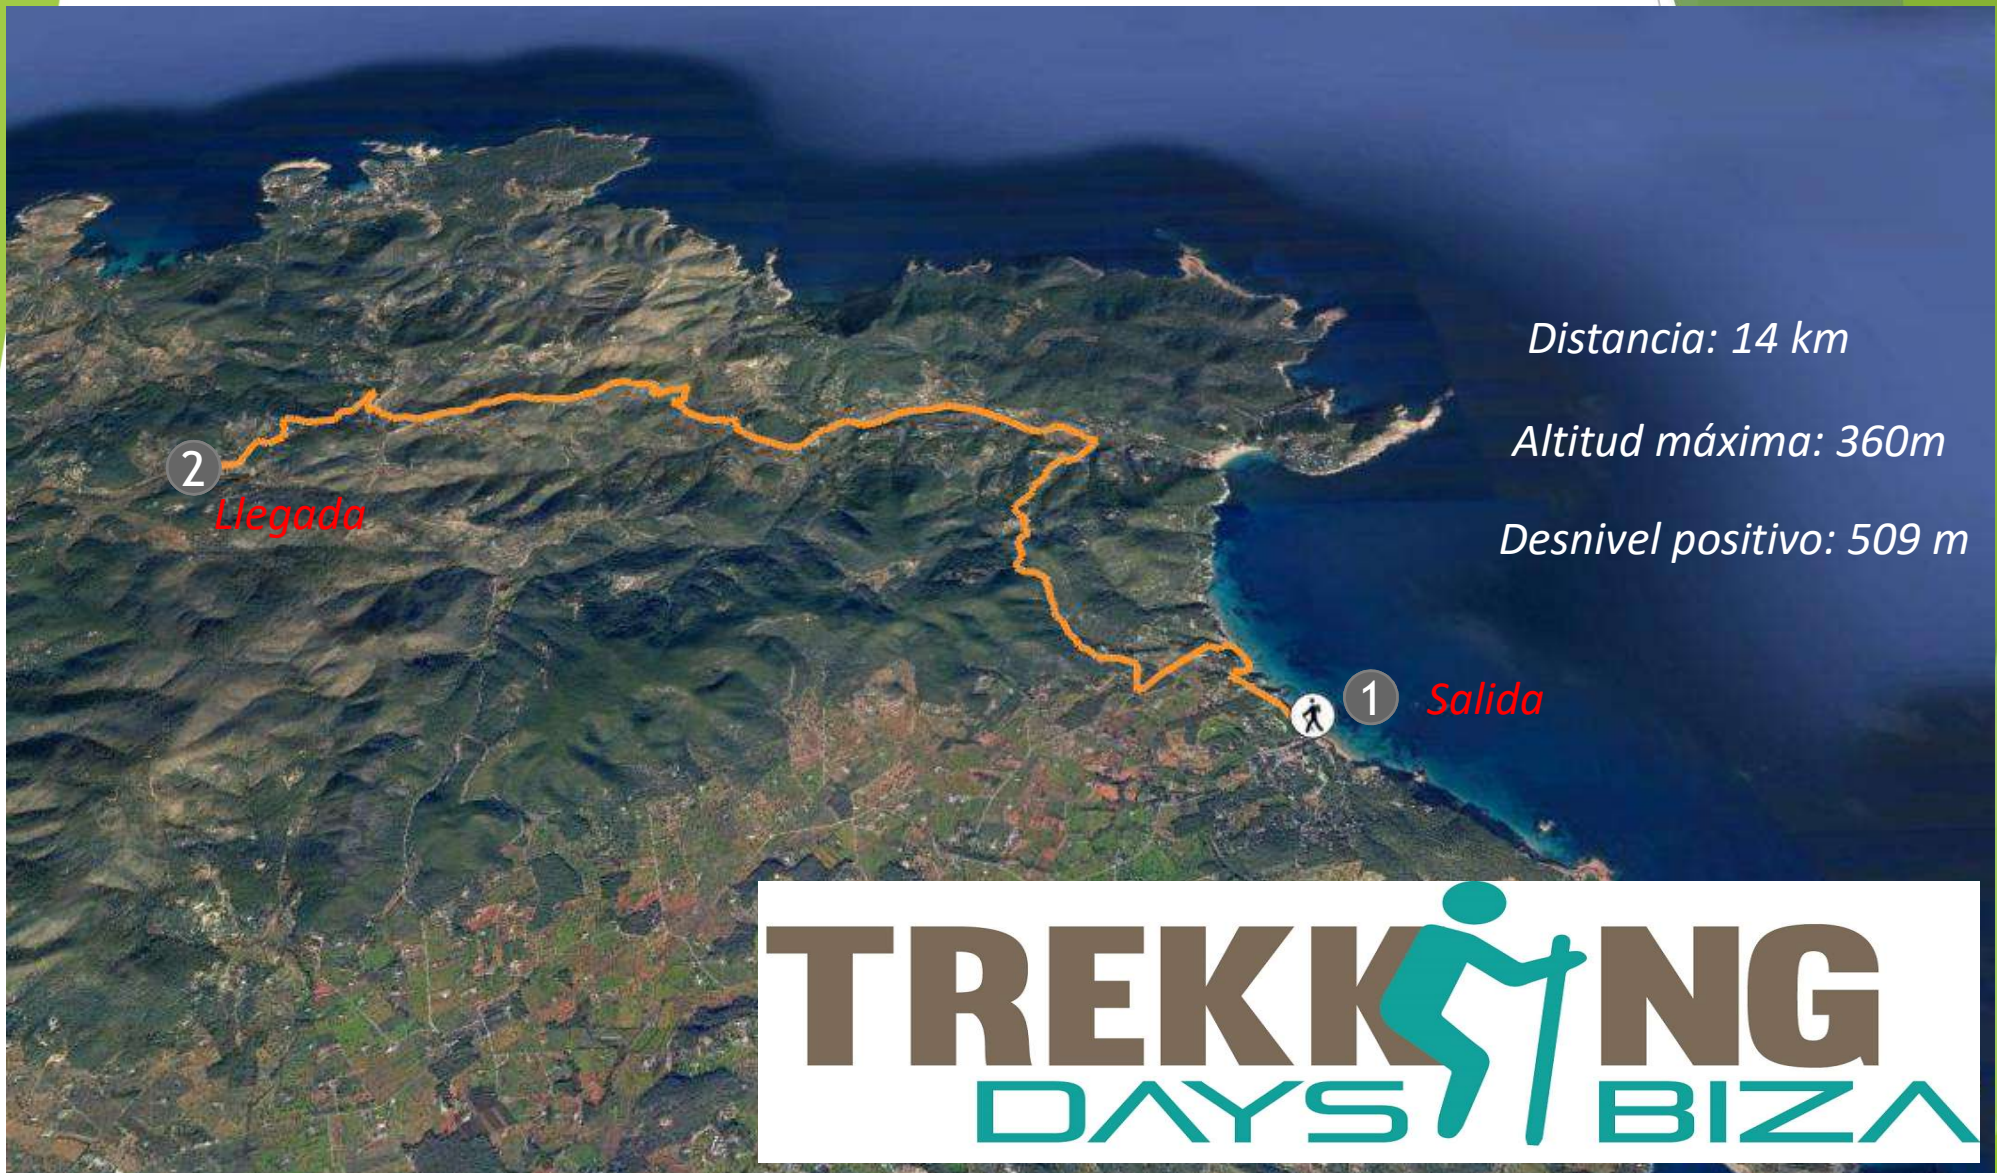 Distancia: 14 km
Altitud máxima: 360m
2
Llegada
Desnivel positivo: 509 m
1
Salida
TREKKING
DAYS IBIZA